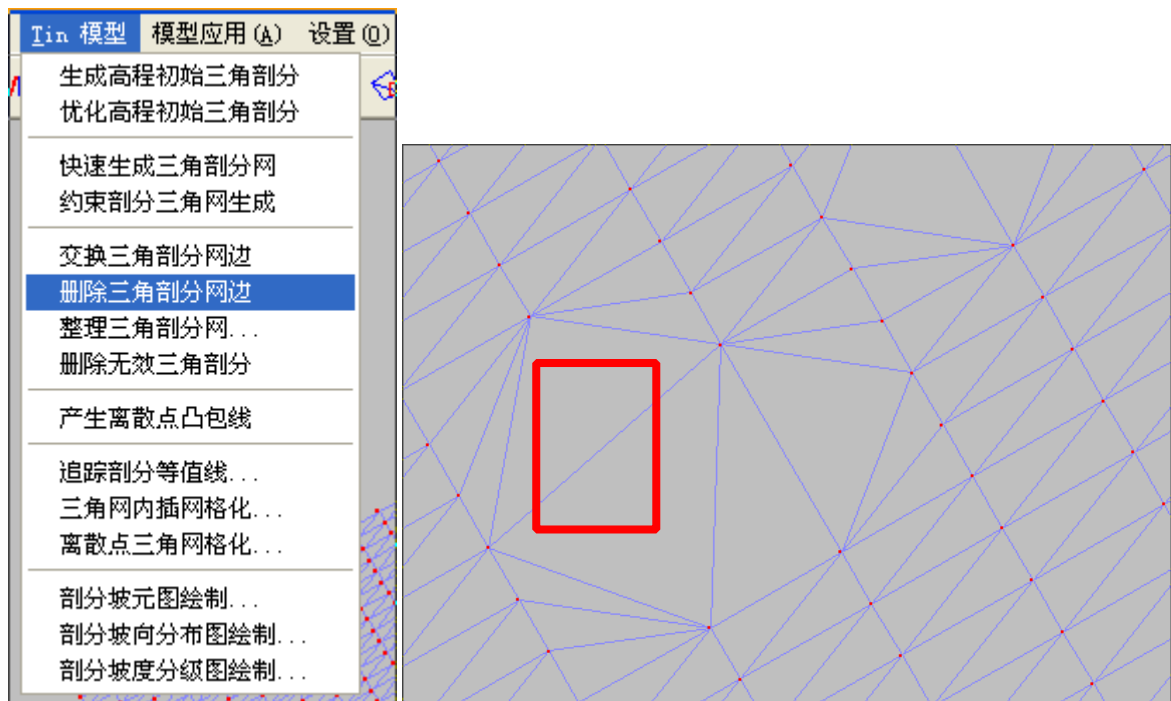 Tin 模型 模型应用(A) 设置(O)
生成高程初始三角剖分
优化高程初始三角剖分
快速生成三角剖分网
约束剖分三角网生成
交换三角剖分网边
删除三角剖分网边
整理三角剖分网...
删除无效三角剖分
产生离散点凸包线
追踪剖分等值线...
三角网内插网格化...
离散点三角网格化...
剖分坡元图绘制...
剖分坡向分布图绘制...
剖分坡度分级图绘制...